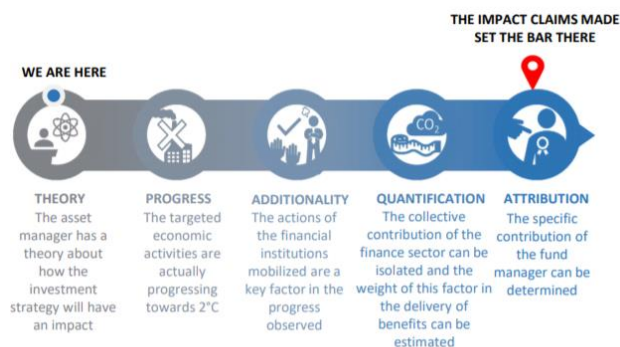 THE IMPACT CLAIMS MADE
SET THE BAR THERE
WE ARE HERE
CO2
THEORY
The asset
manager has a
theory about
how the
investment
strategy will have
an impact
PROGRESS
The targeted
economic
activities are
actually
progressing
towards 2°C
ADDITIONALITY
The actions of
the financial
institutions
mobilized are a
key factor in the
progress
observed
QUANTIFICATION
The collective
contribution of the
finance sector can be
isolated and the
weight of this factor in
the delivery of
benefits can be
estimated
ATTRIBUTION
The specific
contribution of
the fund
manager can be
determined